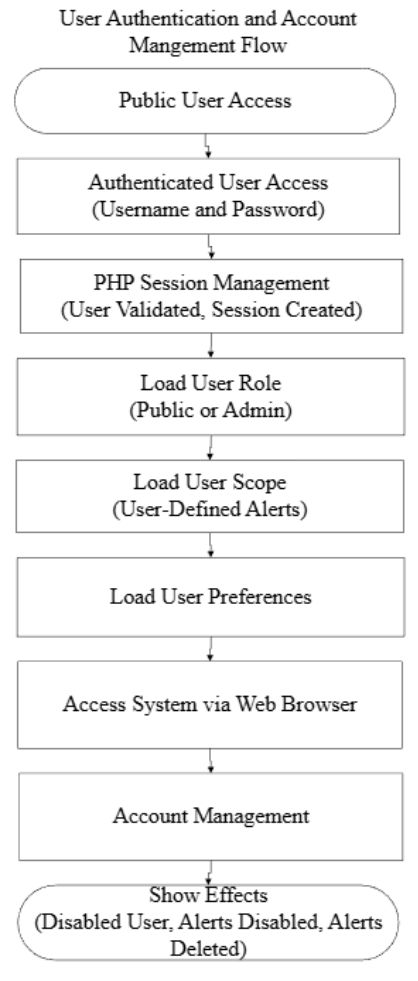 User Authentication and Account
Mangement Flow
Public User Access
Authenticated User Access
(Username and Password)
PHP Session Management
(User Validated, Session Created)
Load User Role
(Public or Admin)
Load User Scope
(User-Defined Alerts)
Load User Preferences
Access System via Web Browser
Account Management
Show Effects
(Disabled User, Alerts Disabled, Alerts
Deleted)